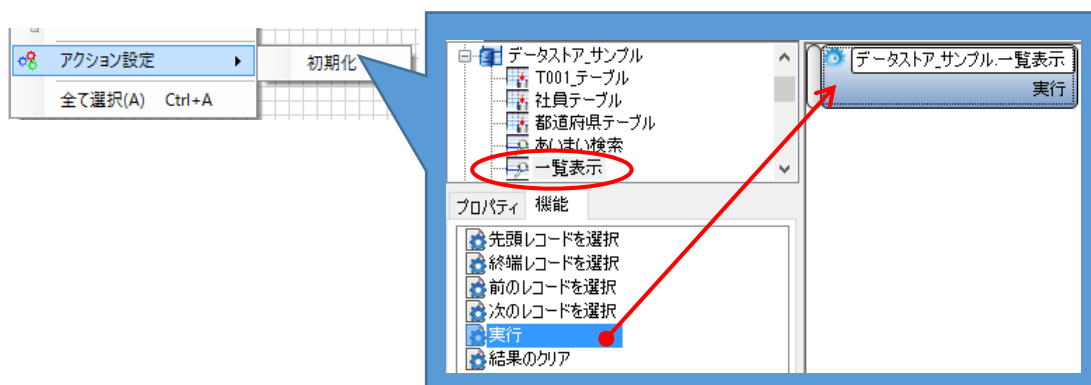 アクション設定
初期化
全て選択(A) Ctrl+A
データストア_サンプル
T001_テーブル
社員テーブル
都道府県テーブル
あいまい検索
一覧表示
プロパティ 機能
先頭レコードを選択
終端レコードを選択
前のレコードを選択
次のレコードを選択
実行
結果のクリア
データストア_サンプル.一覧表示
実行